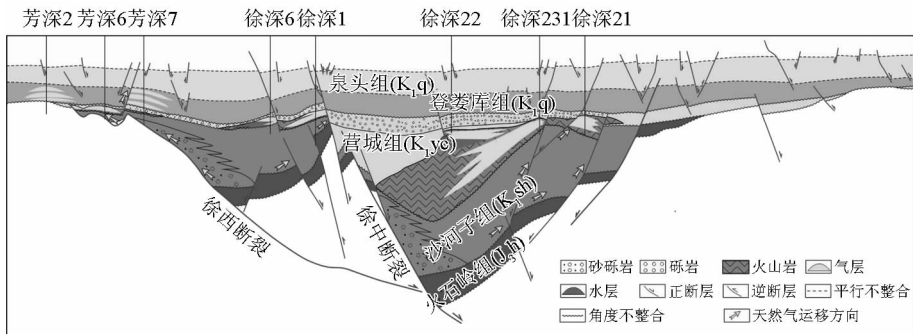 芳深2 芳深6 芳深7 徐深6 徐深1 徐深22 徐深231 徐深21
泉头组(K₁q)
登娄库组(K₁q)
营城组(K₁yc)
沙河子组(K₁sh)
火石岭组(J₃h)
徐西断裂
徐中断裂
砂砾岩 砾岩 火山岩 气层
水层 正断层 逆断层 平行不整合
角度不整合 天然气运移方向